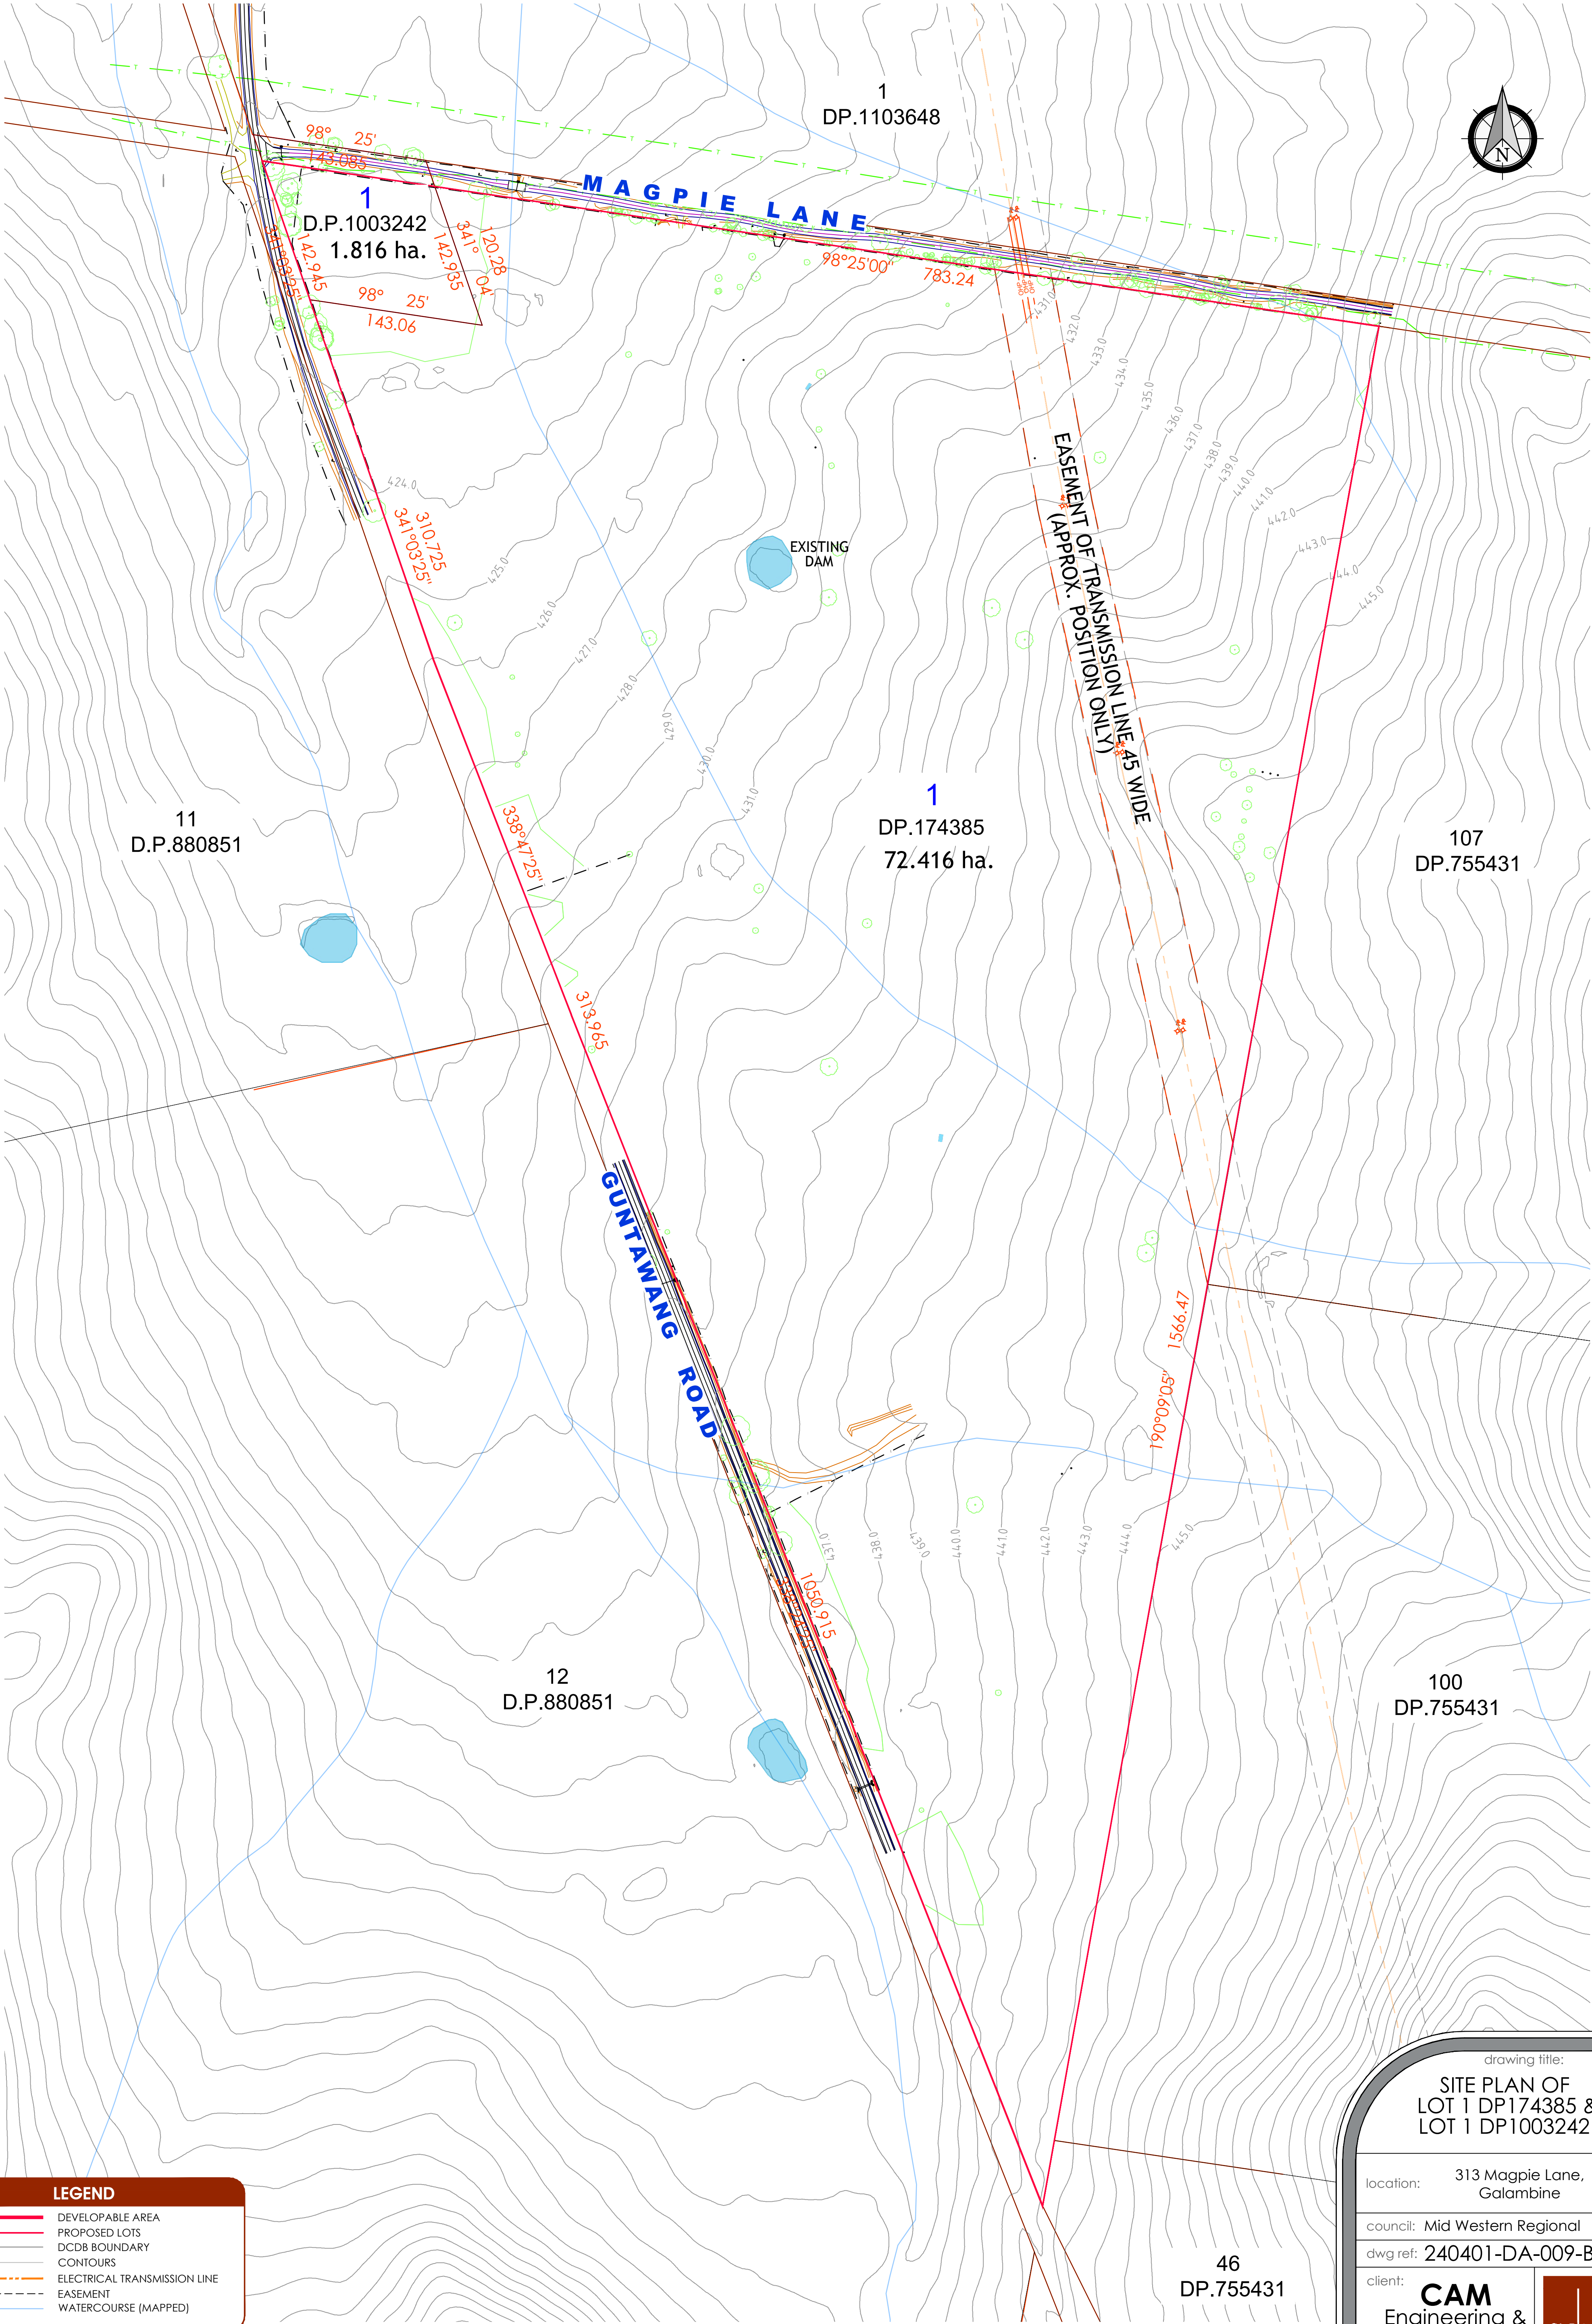 1
DP.1103648
N
MAGPIE LANE
98° 25'
143.085
1
D.P.1003242
1.816 ha.
142.945
120.28
341° 04'
142.935
98° 25'
143.06
98°25'00" 783.24
431.0
432.0
433.0
434.0
435.0
436.0
437.0
438.0
439.0
440.0
441.0
442.0
443.0
444.0
445.0
424.0
310.725
341°03'25"
425.0
426.0
427.0
428.0
429.0
430.0
431.0
EXISTING
DAM
EASEMENT OF TRANSMISSION LINE 45 WIDE
(APPROX. POSITION ONLY)
11
D.P.880851
338°47'25"
1
DP.174385
72.416 ha.
107
DP.755431
313.965
GUNTAWANG ROAD
190°09'05" 1566.47
437.0
438.0
439.0
440.0
441.0
442.0
443.0
444.0
445.0
1050.915
12
D.P.880851
100
DP.755431
46
DP.755431
LEGEND
DEVELOPABLE AREA
PROPOSED LOTS
DCDB BOUNDARY
CONTOURS
ELECTRICAL TRANSMISSION LINE
EASEMENT
WATERCOURSE (MAPPED)
drawing title:
SITE PLAN OF
LOT 1 DP174385 &
LOT 1 DP1003242
location: 313 Magpie Lane,
Galambine
council: Mid Western Regional
dwg ref: 240401-DA-009-B
client:
CAM
Engineering &